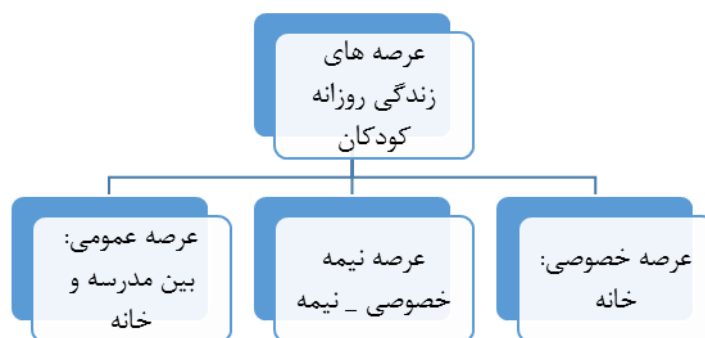 عرصه های
زندگی روزانه
کودکان
عرصه خصوصی:
خانه
عرصه نیمه
خصوصی _ نیمه
عرصه عمومی:
بین مدرسه و
خانه